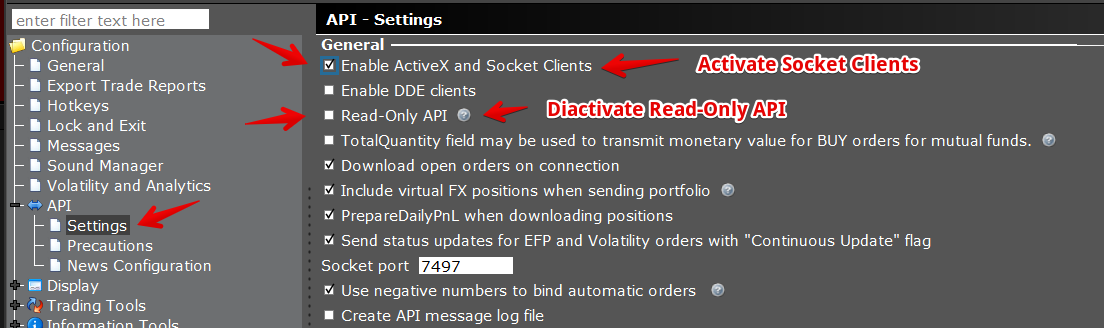 enter filter text here
Configuration
General
Export Trade Reports
Hotkeys
Lock and Exit
Messages
Sound Manager
Volatility and Analytics
API
Settings
Precautions
News Configuration
Display
Trading Tools
Information Tools
API - Settings
General
Enable ActiveX and Socket Clients
Activate Socket Clients
Enable DDE clients
Read-Only API ?
Diactivate Read-Only API
TotalQuantity field may be used to transmit monetary value for BUY orders for mutual funds. ?
Download open orders on connection
Include virtual FX positions when sending portfolio ?
PrepareDailyPnL when downloading positions
Send status updates for EFP and Volatility orders with "Continuous Update" flag
Socket port 7497
Use negative numbers to bind automatic orders ?
Create API message log file